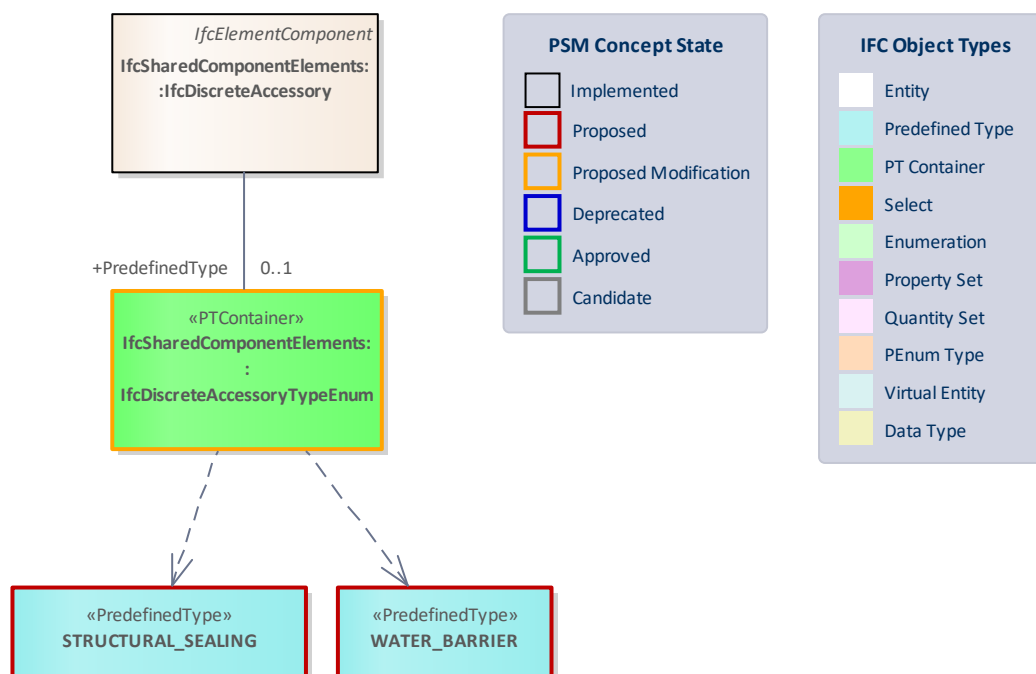 IfcElementComponent
IfcSharedComponentElements:
:IfcDiscreteAccessory
+PredefinedType 0..1
«PTContainer»
IfcSharedComponentElements:
:
IfcDiscreteAccessoryTypeEnum
«PredefinedType»
STRUCTURAL_SEALING
«PredefinedType»
WATER_BARRIER
PSM Concept State
Implemented
Proposed
Proposed Modification
Deprecated
Approved
Candidate
IFC Object Types
Entity
Predefined Type
PT Container
Select
Enumeration
Property Set
Quantity Set
PEnum Type
Virtual Entity
Data Type